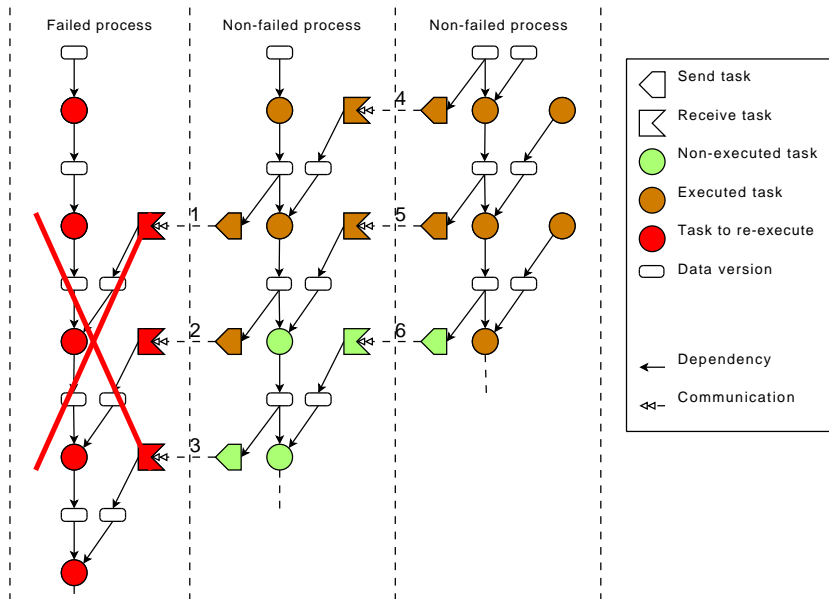 Failed process
Non-failed process
Non-failed process
4
1
5
2
6
3
Send task
Receive task
Non-executed task
Executed task
Task to re-execute
Data version
Dependency
Communication